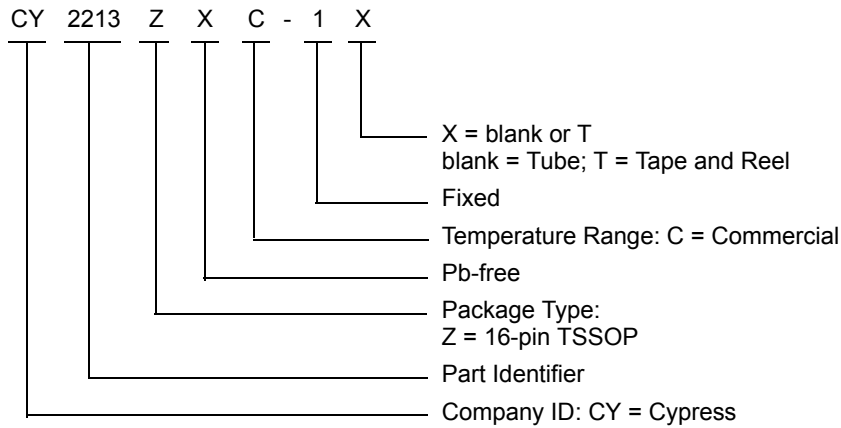 CY 2213 Z X C - 1 X
X = blank or T
blank = Tube; T = Tape and Reel
Fixed
Temperature Range: C = Commercial
Pb-free
Package Type:
Z = 16-pin TSSOP
Part Identifier
Company ID: CY = Cypress